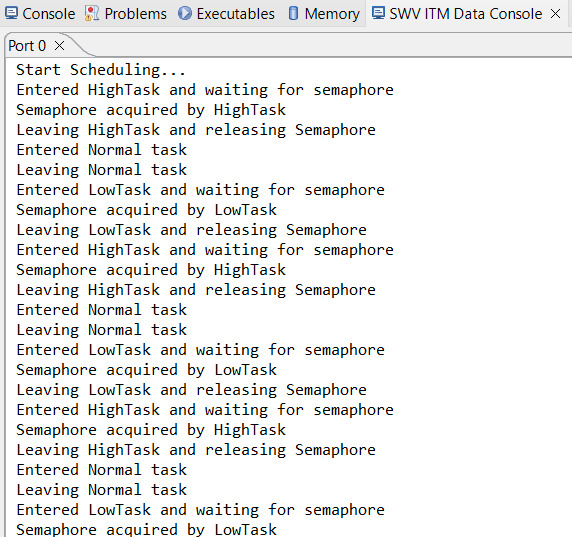 Console Problems Executables Memory SWV ITM Data Console
Port 0
Start Scheduling...
Entered HighTask and waiting for semaphore
Semaphore acquired by HighTask
Leaving HighTask and releasing Semaphore
Entered Normal task
Leaving Normal task
Entered LowTask and waiting for semaphore
Semaphore acquired by LowTask
Leaving LowTask and releasing Semaphore
Entered HighTask and waiting for semaphore
Semaphore acquired by HighTask
Leaving HighTask and releasing Semaphore
Entered Normal task
Leaving Normal task
Entered LowTask and waiting for semaphore
Semaphore acquired by LowTask
Leaving LowTask and releasing Semaphore
Entered HighTask and waiting for semaphore
Semaphore acquired by HighTask
Leaving HighTask and releasing Semaphore
Entered Normal task
Leaving Normal task
Entered LowTask and waiting for semaphore
Semaphore acquired by LowTask